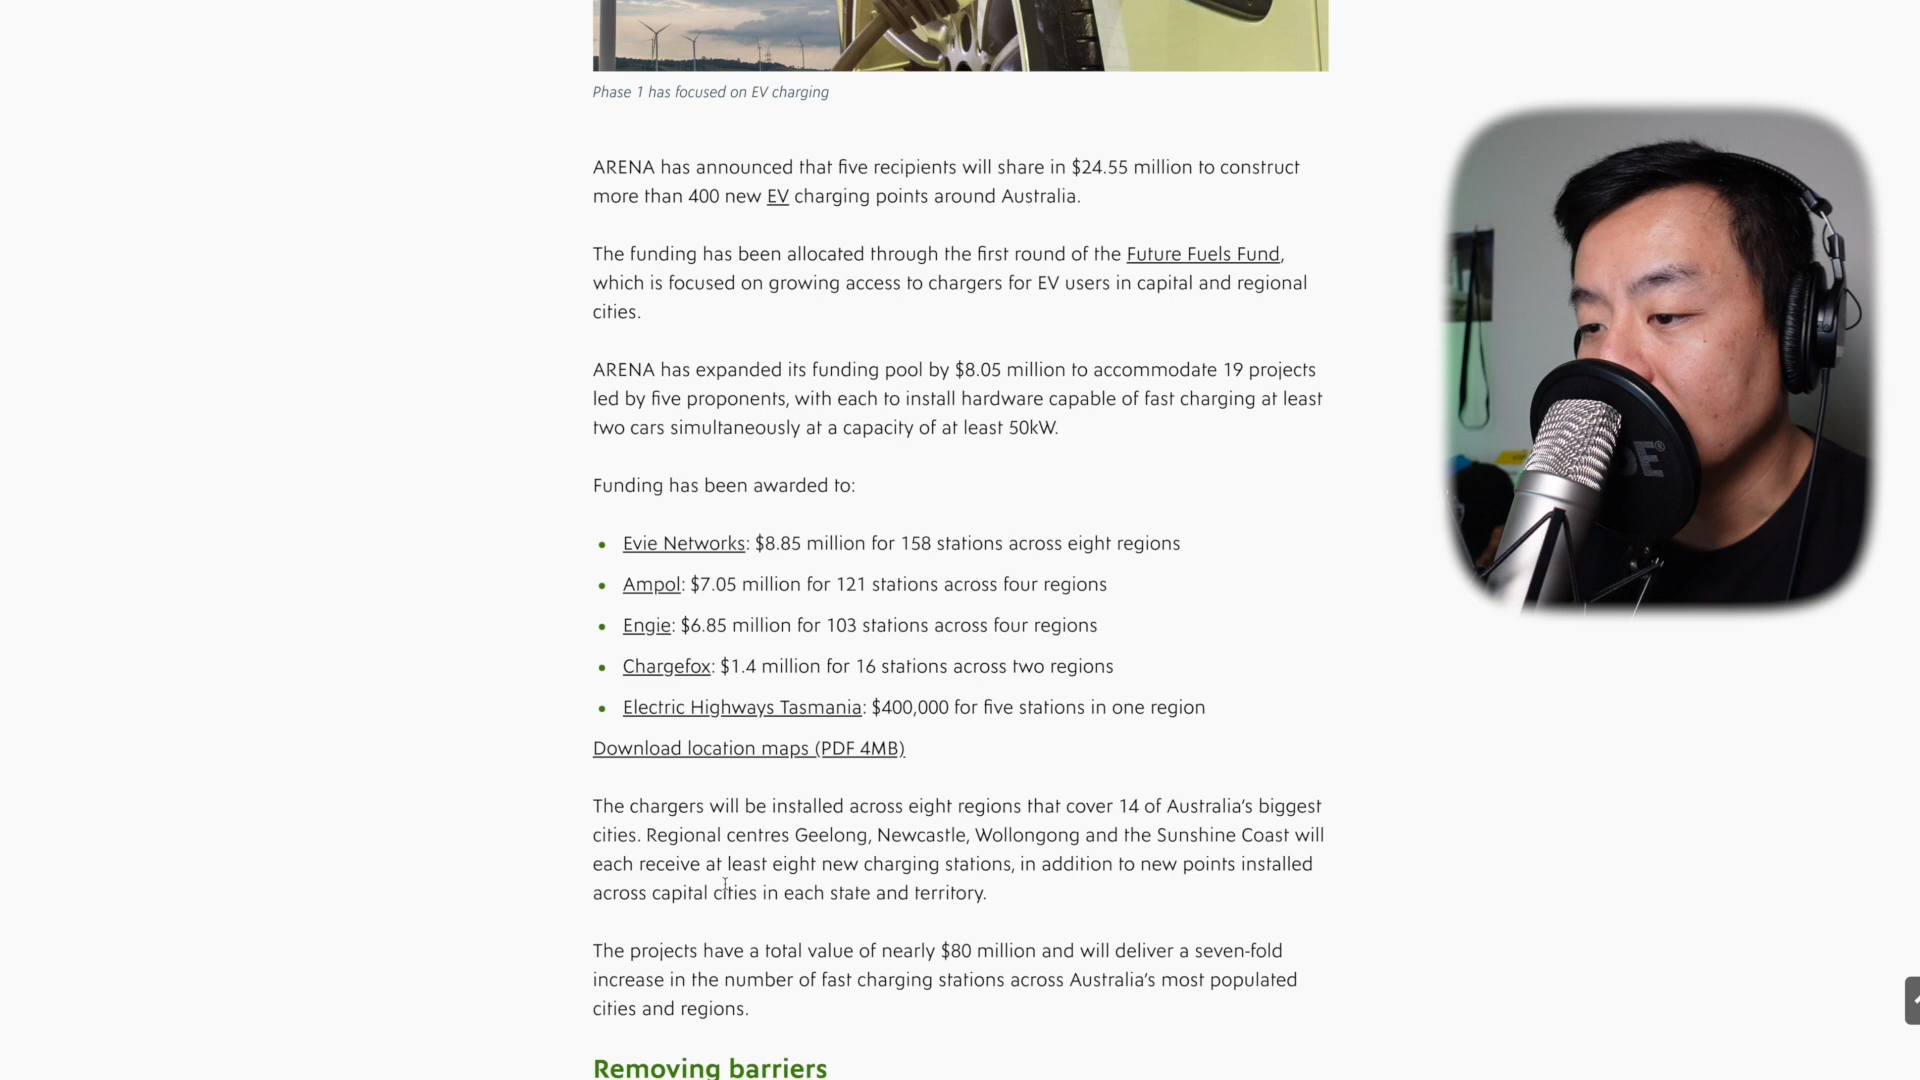 Phase 1 has focused on EV charging
ARENA has announced that five recipients will share in $24.55 million to construct
more than 400 new EV charging points around Australia.
The funding has been allocated through the first round of the Future Fuels Fund,
which is focused on growing access to chargers for EV users in capital and regional
cities.
ARENA has expanded its funding pool by $8.05 million to accommodate 19 projects
led by five proponents, with each to install hardware capable of fast charging at least
two cars simultaneously at a capacity of at least 50kW.
Funding has been awarded to:
• Evie Networks: $8.85 million for 158 stations across eight regions
• Ampol: $7.05 million for 121 stations across four regions
• Engie: $6.85 million for 103 stations across four regions
• Chargefox: $1.4 million for 16 stations across two regions
• Electric Highways Tasmania: $400,000 for five stations in one region
Download location maps (PDF 4MB)
The chargers will be installed across eight regions that cover 14 of Australia's biggest
cities. Regional centres Geelong, Newcastle, Wollongong and the Sunshine Coast will
each receive at least eight new charging stations, in addition to new points installed
across capital cities in each state and territory.
The projects have a total value of nearly $80 million and will deliver a seven-fold
increase in the number of fast charging stations across Australia's most populated
cities and regions.
Removing barriers